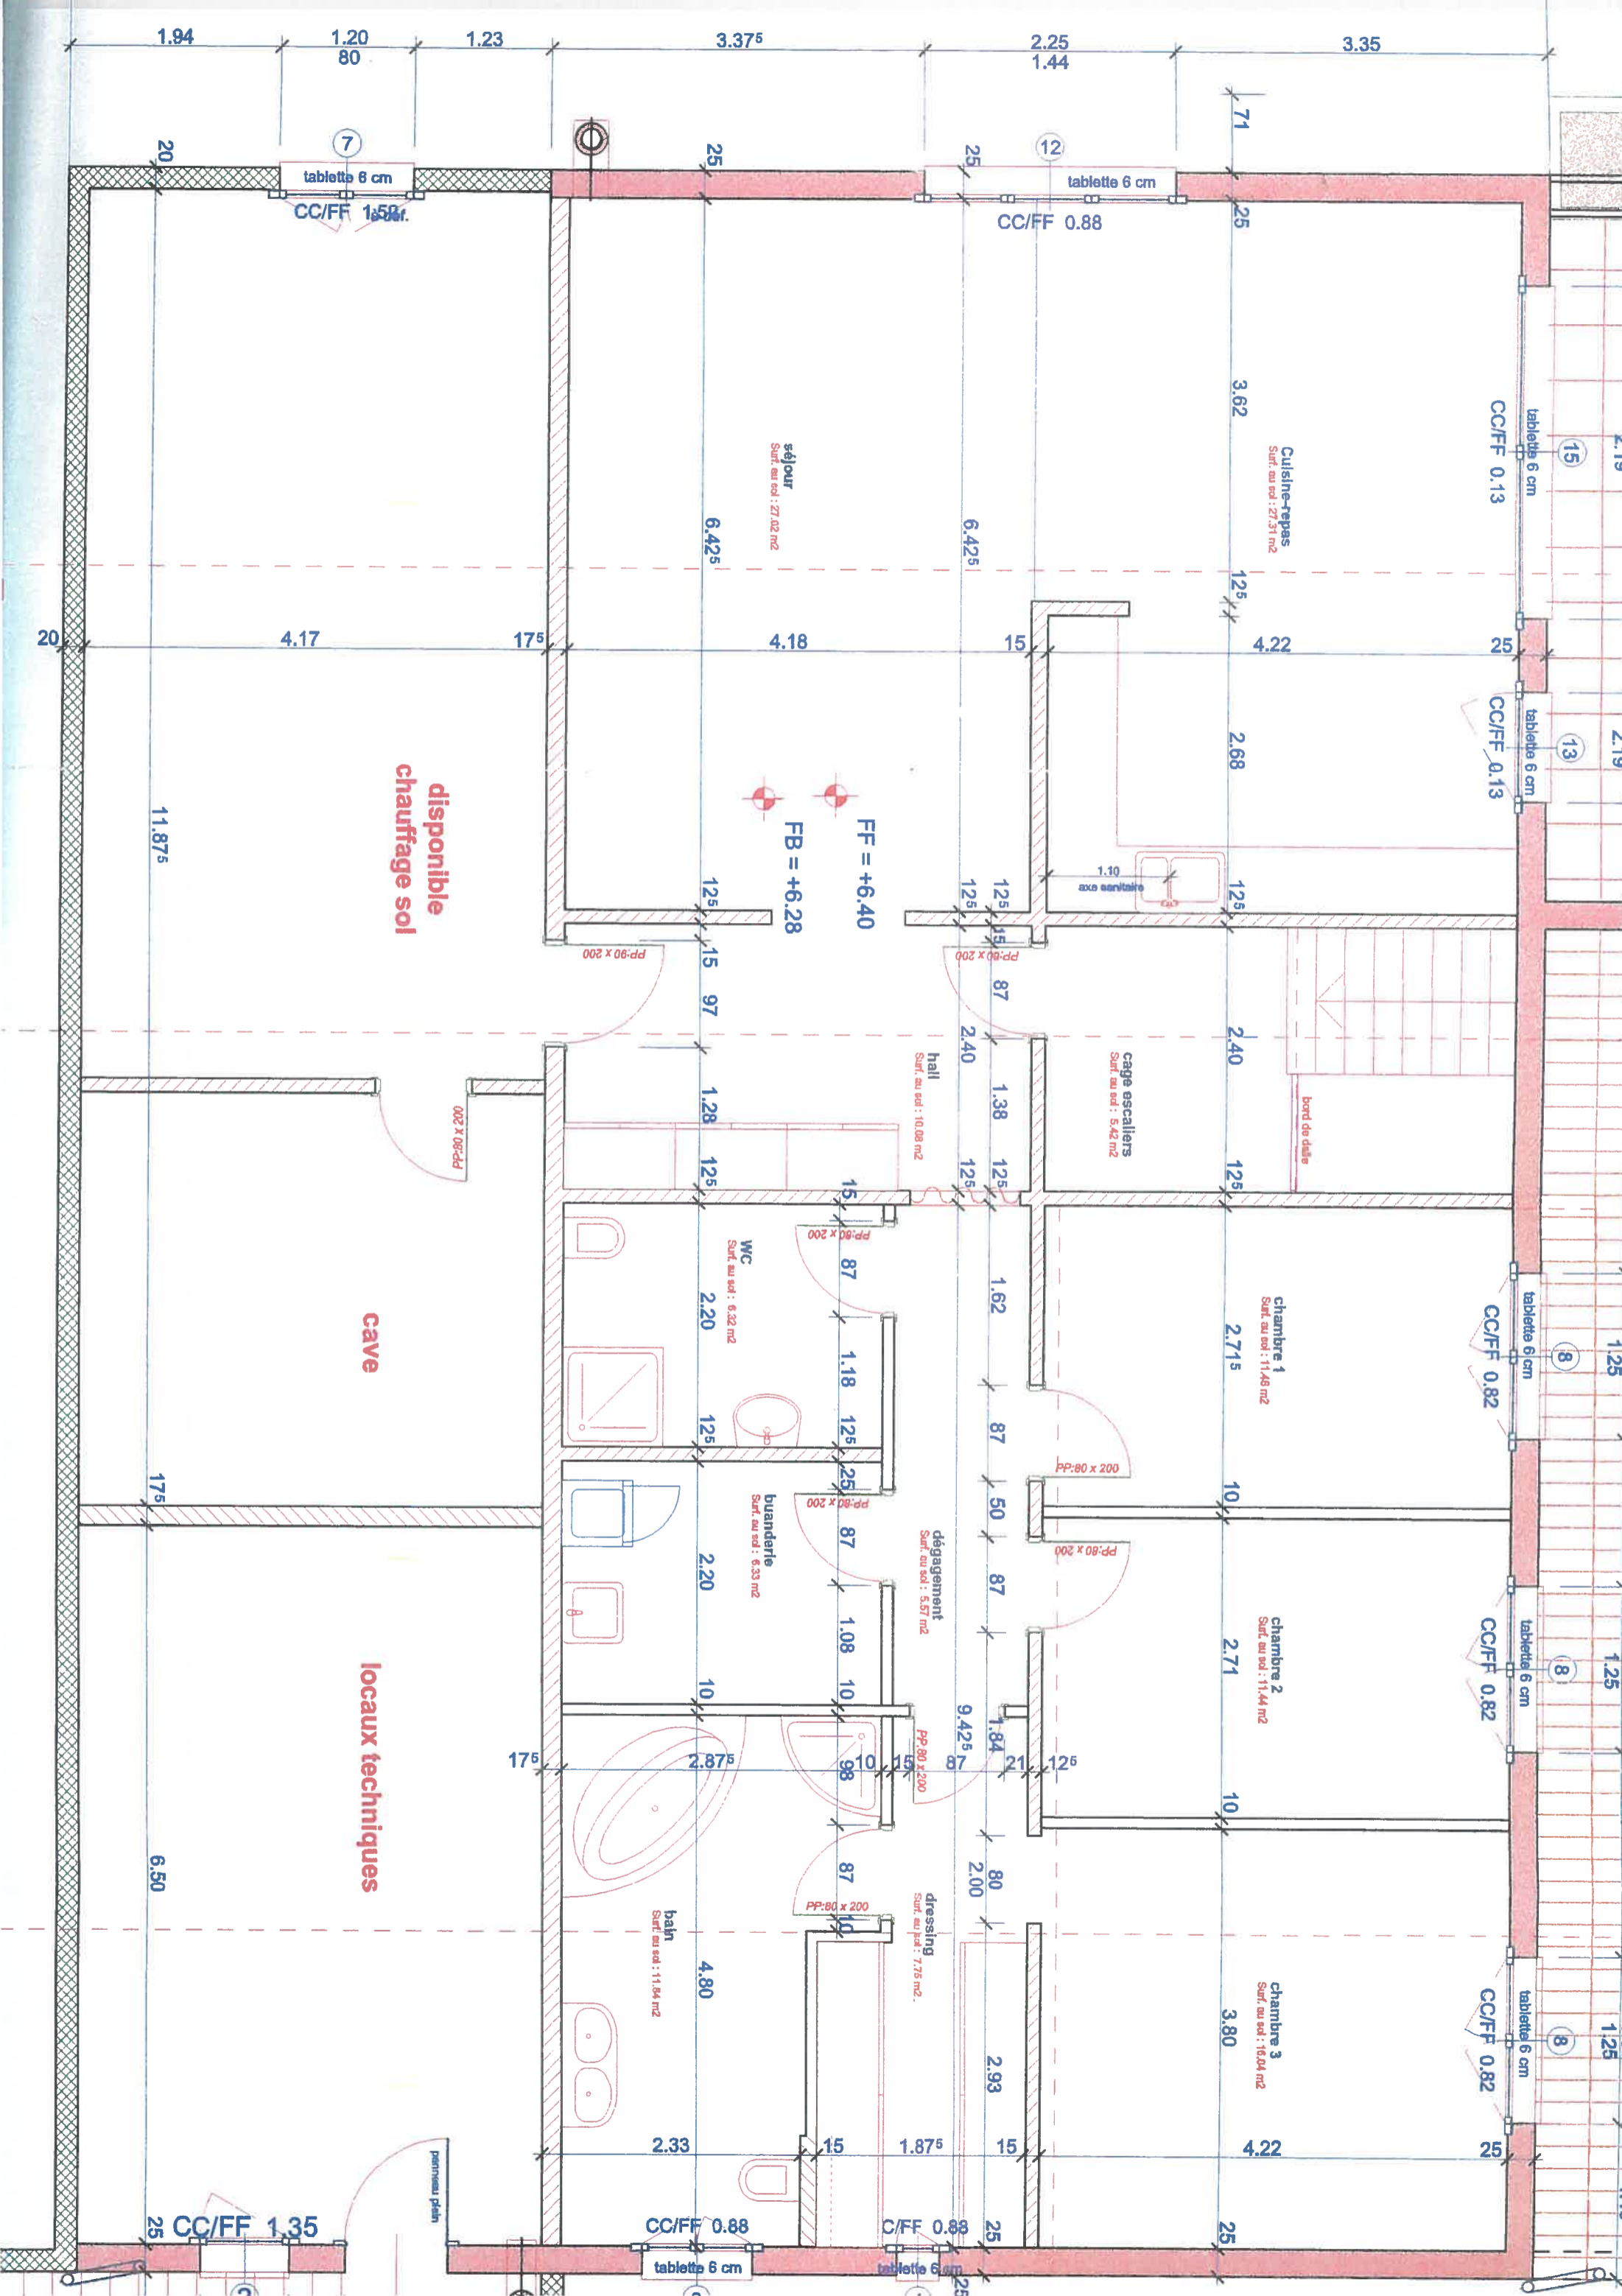 1.94
1.20
80
1.23
3.37⁵
2.25
1.44
3.35
71
7
12
20
25
25
tablette 6 cm
tablette 6 cm
25
CC/FF
CC/FF 0.88
3.62
tablette 6 cm
15
CC/FF 0.13
séjour
Surf. au sol : 27.02 m2
Cuisine-repas
Surf. au sol : 27.31 m2
6.42⁵
6.42⁵
12⁵
20
4.17
17⁵
4.18
15
4.22
25
tablette 6 cm
13
CC/FF 0.13
2.19
2.68
disponible
chauffage sol
11.87⁵
FB = +6.28
FF = +6.40
1.10
axe sanitaire
12⁵
12⁵
12⁵
12⁵
15
15
PP:90 x 200
PP:80 x 200
97
87
2.40
2.40
hall
Surf. au sol : 10.08 m2
cage escaliers
Surf. au sol : 5.42 m2
bord de dalle
1.28
1.38
PP:80 x 200
12⁵
12⁵
12⁵
12⁵
15
PP:80 x 200
WC
Surf. au sol : 6.32 m2
87
1.62
2.20
1.18
chambre 1
Surf. au sol : 11.46 m2
2.71⁵
tablette 6 cm
8
CC/FF 0.82
1.25
cave
12⁵
12⁵
87
PP:80 x 200
17⁵
25
PP:80 x 200
50
10
PP:80 x 200
buanderie
Surf. au sol : 6.33 m2
87
2.20
1.08
dégagement
Surf. au sol : 5.57 m2
87
chambre 2
Surf. au sol : 11.44 m2
2.71
tablette 6 cm
8
CC/FF 0.82
1.25
10
10
9.42⁵
1.84
locaux techniques
PP:80 x 200
17⁵
2.87⁵
98
10
15
87
21
12⁵
10
6.50
87
80
2.00
PP:80 x 200
10
bain
Surf. au sol : 11.84 m2
dressing
Surf. au sol : 7.75 m2.
4.80
2.93
chambre 3
Surf. au sol : 16.04 m2
3.80
tablette 6 cm
8
CC/FF 0.82
1.25
2.33
15
1.87⁵
15
4.22
25
panneau plein
25
CC/FF 1.35
CC/FF 0.88
C/FF 0.88
25
25
tablette 6 cm
tablette 6 cm
25